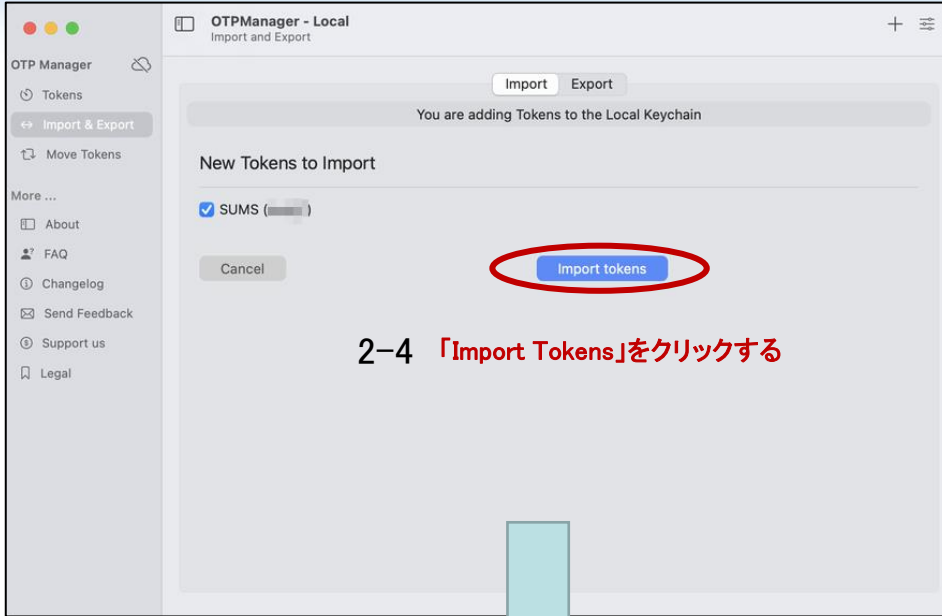 OTPManager - Local
Import and Export
OTP Manager
Tokens
Import & Export
Move Tokens
More ...
About
FAQ
Changelog
Send Feedback
Support us
Legal
Import Export
You are adding Tokens to the Local Keychain
New Tokens to Import
SUMS ( )
Cancel Import tokens
2-4 「Import Tokens」をクリックする